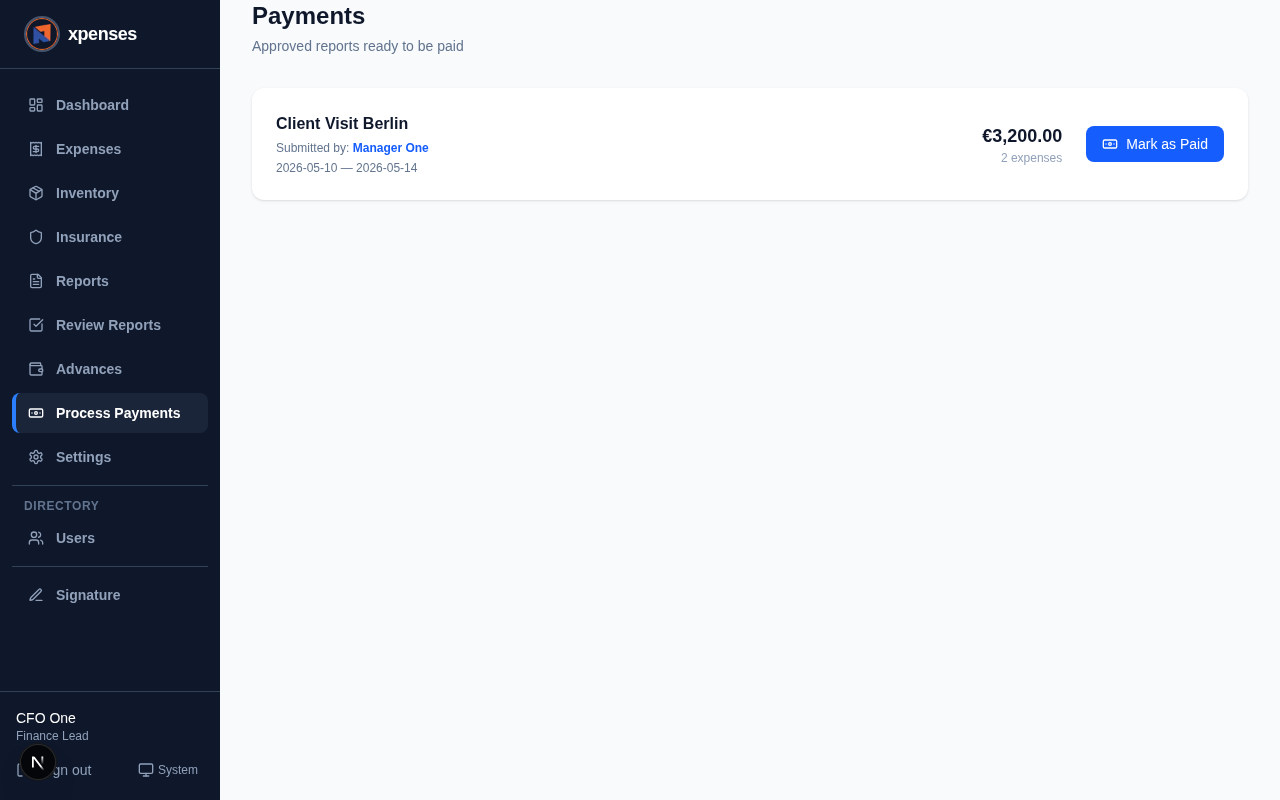 xpenses
Dashboard
Expenses
Inventory
Insurance
Reports
Review Reports
Advances
Process Payments
Settings
DIRECTORY
Users
Signature
CFO One
Finance Lead
gn out
System
Payments
Approved reports ready to be paid
Client Visit Berlin
Submitted by: Manager One
2026-05-10 — 2026-05-14
€3,200.00
2 expenses
Mark as Paid